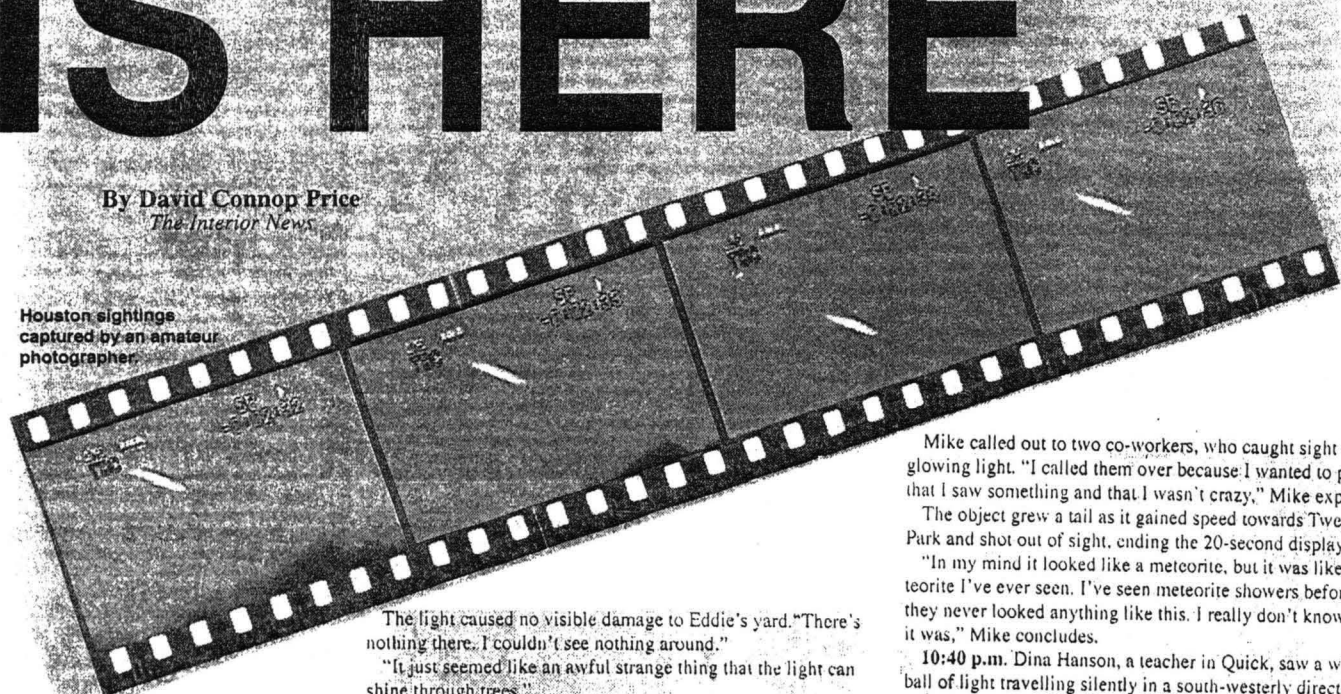 IS HERE
By David Connop Price
The Interior News
Houston sightings
captured by an amateur
photographer.
The light caused no visible damage to Eddie's yard. "There's
nothing there. I couldn't see nothing around."
"It just seemed like an awful strange thing that the light can
shine through trees."
Mike called out to two co-workers, who caught sight
glowing light. "I called them over because I wanted to
that I saw something and that I wasn't crazy," Mike
The object grew a tail as it gained speed towards
Park and shot out of sight, ending the 20-second display
"In my mind it looked like a meteorite, but it was like
teorite I've ever seen. I've seen meteorite showers
they never looked anything like this. I really don't know
it was," Mike concludes.
10:40 p.m. Dina Hanson, a teacher in Quick, saw a
ball of light travelling silently in a south-westerly